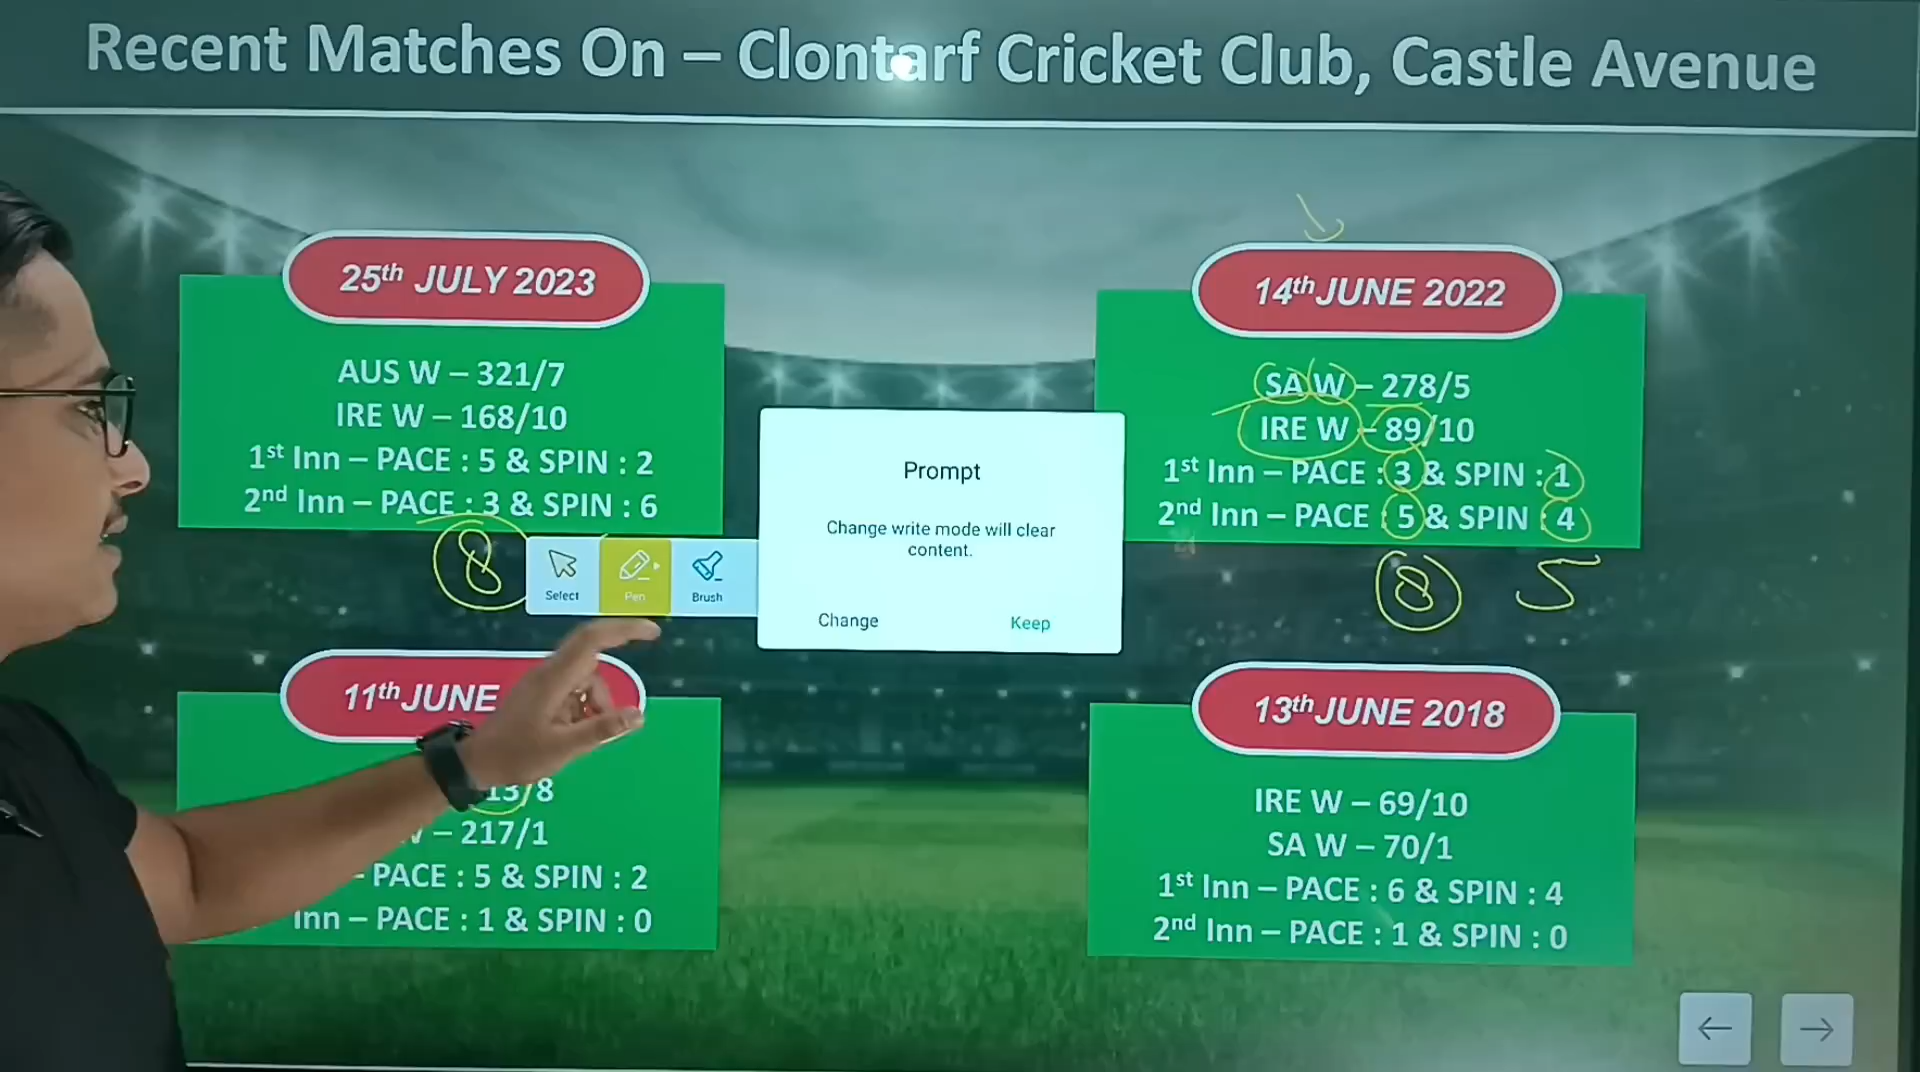 Recent Matches On – Clontarf Cricket Club, Castle Avenue
25th JULY 2023
AUS W – 321/7
IRE W – 168/10
1st Inn – PACE : 5 & SPIN : 2
2nd Inn – PACE : 3 & SPIN : 6
8
14th JUNE 2022
SA W – 278/5
IRE W – 89/10
1st Inn – PACE : 3 & SPIN : 1
2nd Inn – PACE : 5 & SPIN : 4
8 5
Select
Pen
Brush
Prompt
Change write mode will clear
content.
Change Keep
11th JUNE
13/8
– 217/1
- PACE : 5 & SPIN : 2
Inn – PACE : 1 & SPIN : 0
13th JUNE 2018
IRE W – 69/10
SA W – 70/1
1st Inn – PACE : 6 & SPIN : 4
2nd Inn – PACE : 1 & SPIN : 0